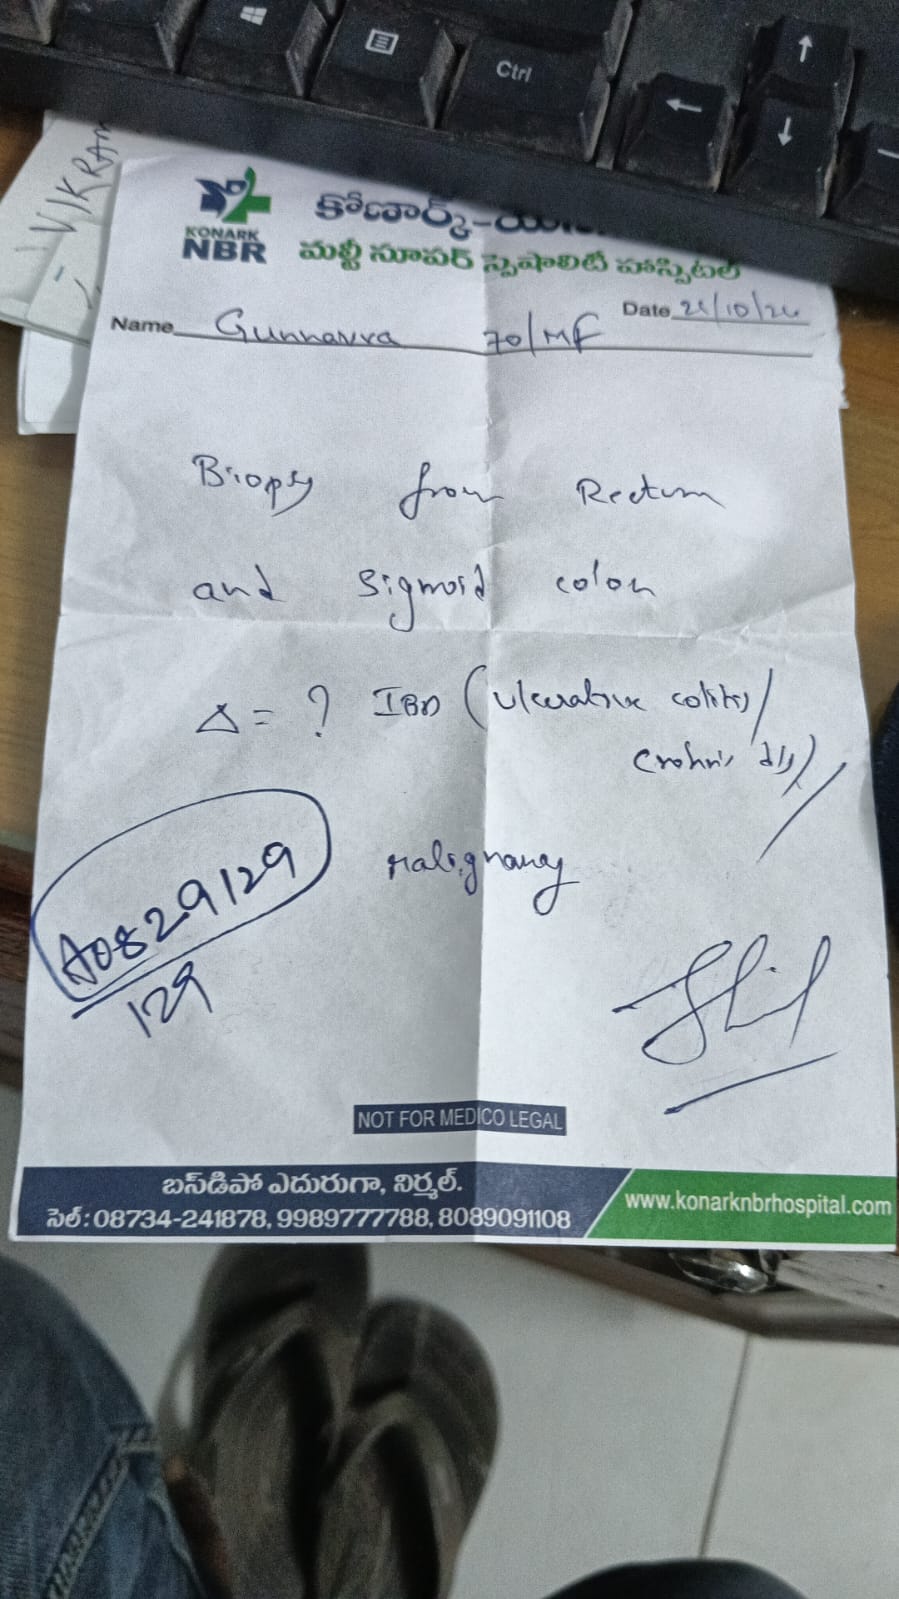 Ctrl
VIKRAM
KONARK
NBR
కోణార్క్-
మల్టీ సూపర్ స్పెషాలిటీ హాస్పిటల్
Date 21/10/24
Name Gunnavva 70/MF
Biopsy from Rectum
and sigmoid colon
Δ = ? IBD (Ulcerative colitis /
crohn's dis)
malignancy
A0829129
129
NOT FOR MEDICO LEGAL
బస్‌డిపో ఎదురుగా, నిర్మల్.
సెల్ : 08734-241878, 9989777788, 8089091108
www.konarknbrhospital.com